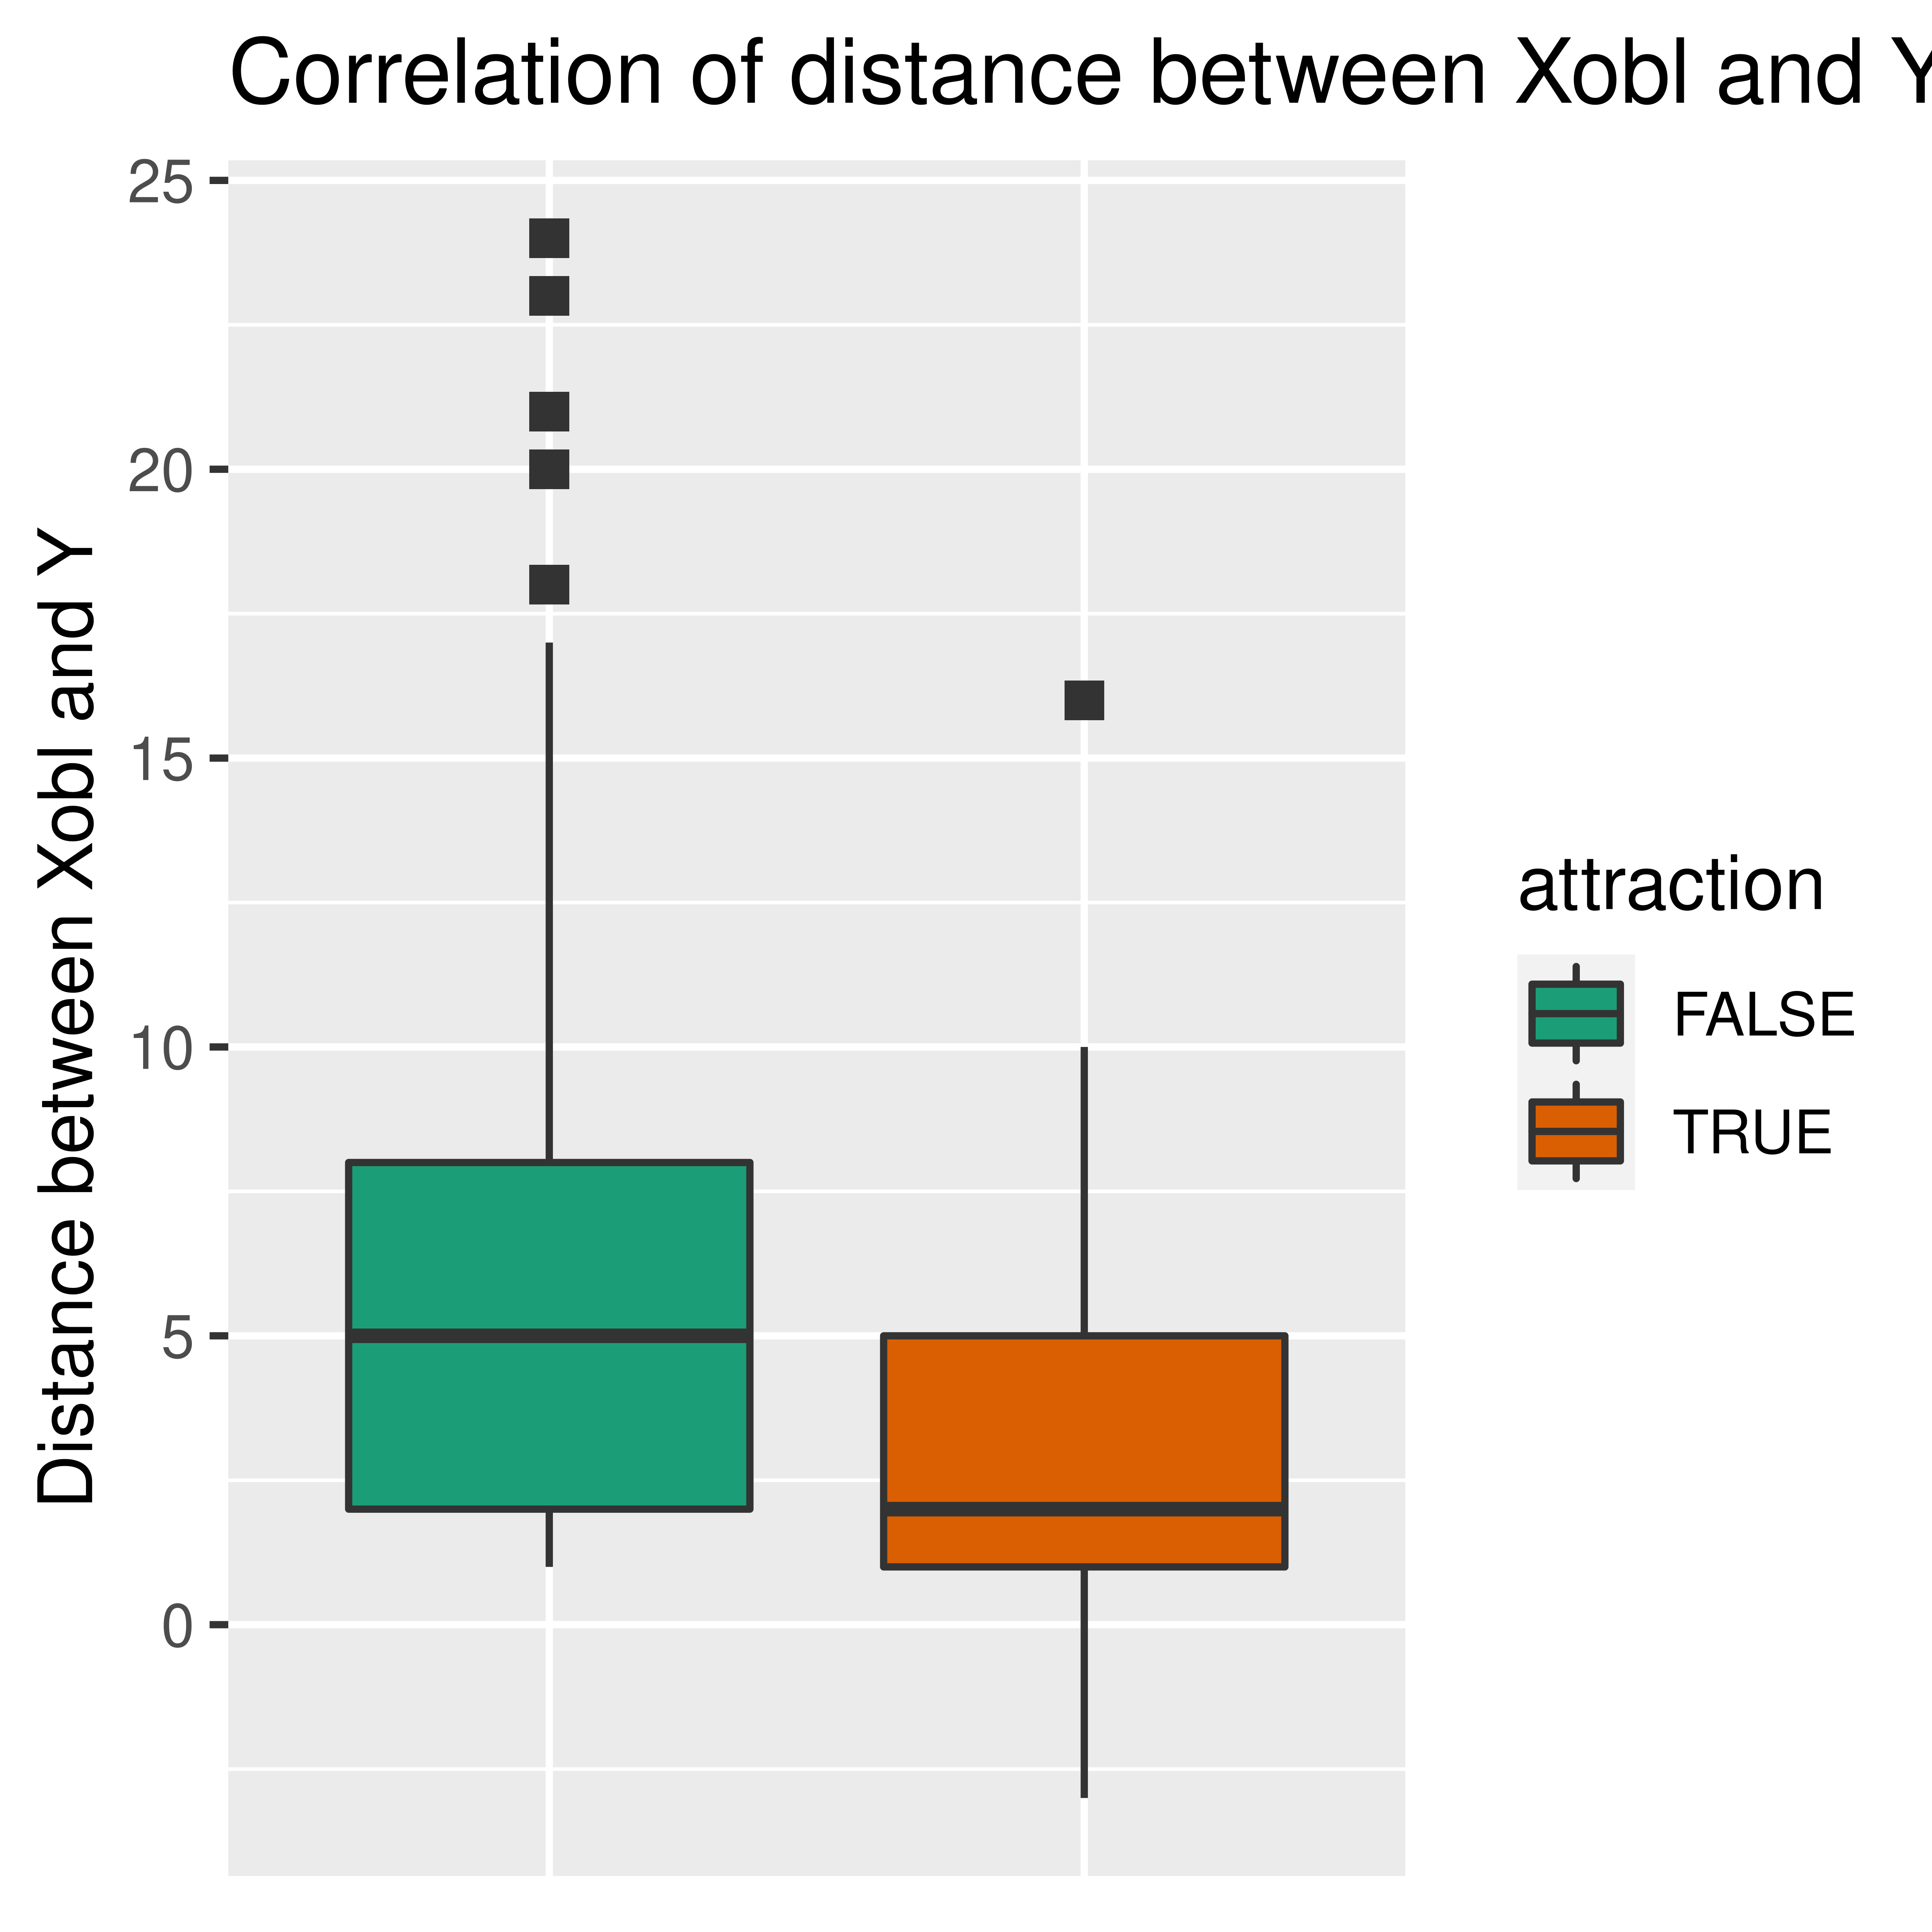 Correlation of distance between Xobl and Y
Distance between Xobl and Y
25
20
15
10
5
0
attraction
FALSE
TRUE